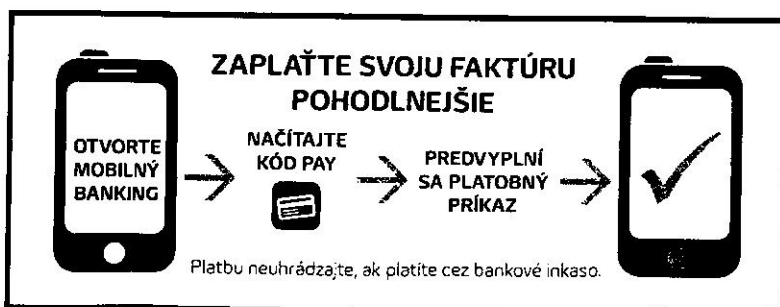 ZAPLAŤTE SVOJU FAKTÚRU
POHODLNEJŠIE
OTVORTE
MOBILNÝ
BANKING
NAČÍTAJTE
KÓD PAY
PREDVYPLNÍ
SA PLATOBNÝ
PRÍKAZ
Platbu neuhrádzajte, ak platíte cez bankové inkaso.